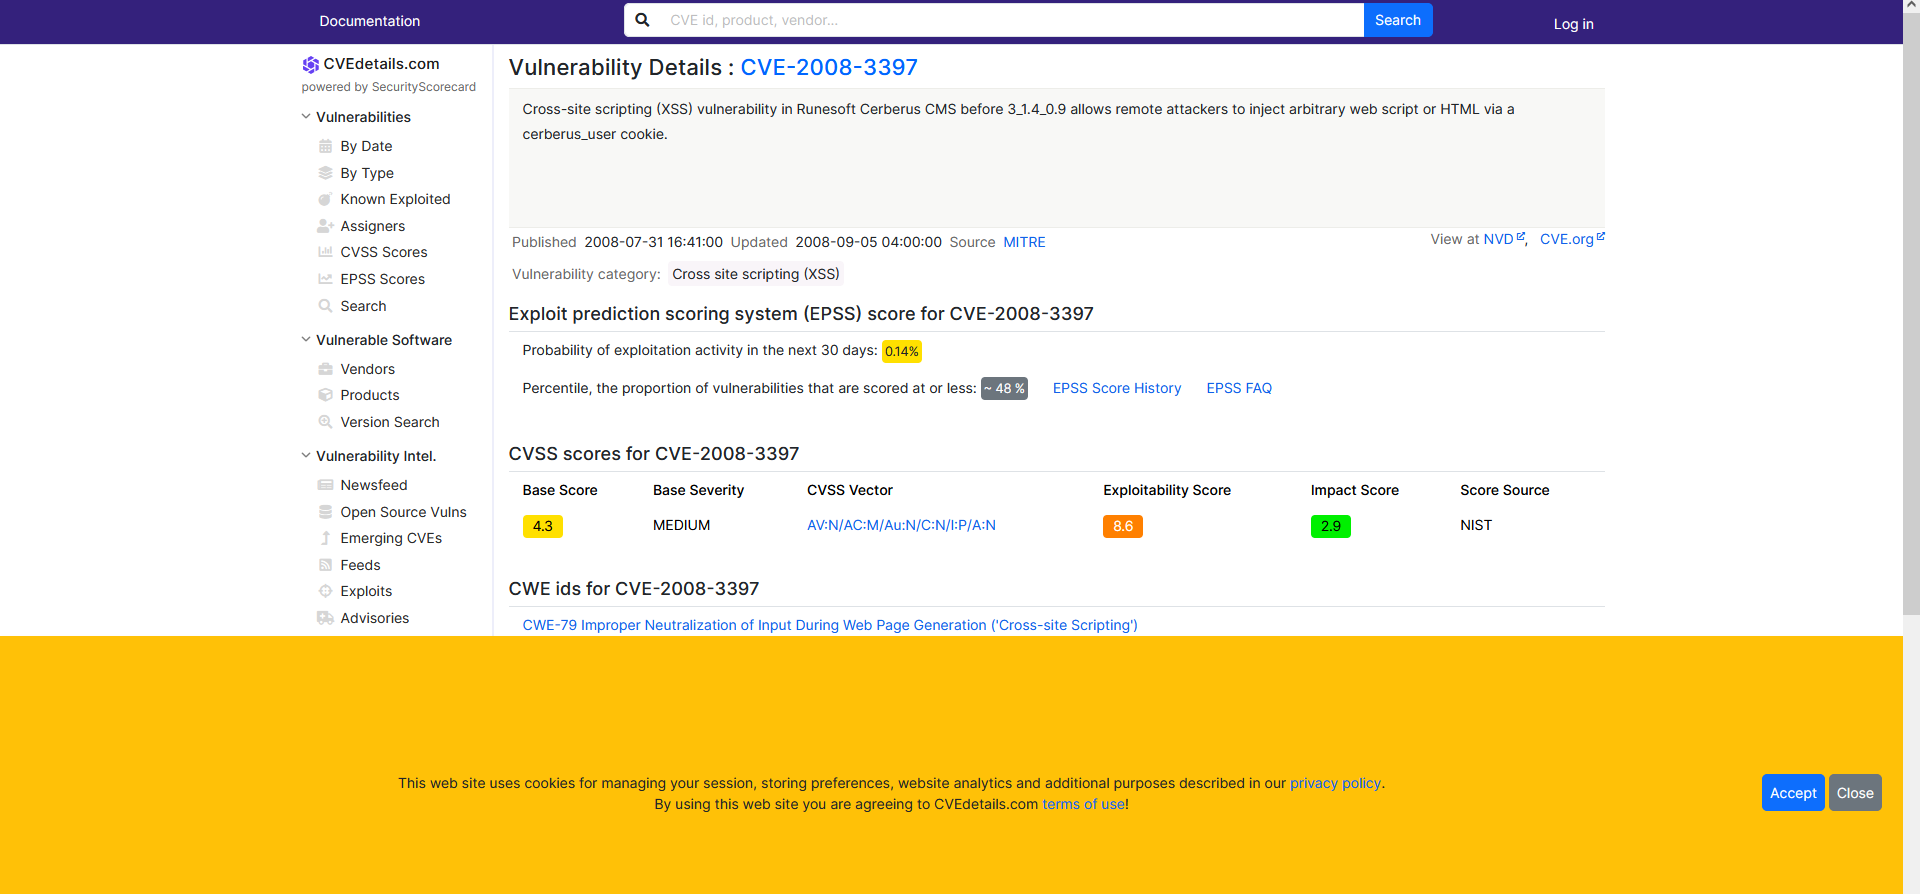 Documentation
CVE id, product, vendor...
Search
Log in
CVEdetails.com
powered by SecurityScorecard
Vulnerabilities
By Date
By Type
Known Exploited
Assigners
CVSS Scores
EPSS Scores
Search
Vulnerable Software
Vendors
Products
Version Search
Vulnerability Intel.
Newsfeed
Open Source Vulns
Emerging CVEs
Feeds
Exploits
Advisories
Vulnerability Details : CVE-2008-3397
Cross-site scripting (XSS) vulnerability in Runesoft Cerberus CMS before 3_1.4_0.9 allows remote attackers to inject arbitrary web script or HTML via a
cerberus_user cookie.
Published 2008-07-31 16:41:00 Updated 2008-09-05 04:00:00 Source MITRE
View at NVD, CVE.org
Vulnerability category: Cross site scripting (XSS)
Exploit prediction scoring system (EPSS) score for CVE-2008-3397
Probability of exploitation activity in the next 30 days: 0.14%
Percentile, the proportion of vulnerabilities that are scored at or less: ~ 48 % EPSS Score History EPSS FAQ
CVSS scores for CVE-2008-3397
Base Score Base Severity CVSS Vector Exploitability Score Impact Score Score Source
4.3 MEDIUM AV:N/AC:M/Au:N/C:N/I:P/A:N 8.6 2.9 NIST
CWE ids for CVE-2008-3397
CWE-79 Improper Neutralization of Input During Web Page Generation ('Cross-site Scripting')
This web site uses cookies for managing your session, storing preferences, website analytics and additional purposes described in our privacy policy.
By using this web site you are agreeing to CVEdetails.com terms of use!
Accept Close